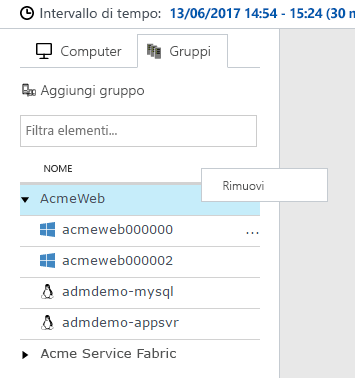 Intervallo di tempo: 13/06/2017 14:54 - 15:24 (30 m
Computer
Gruppi
Aggiungi gruppo
Filtra elementi...
NOME
Rimuovi
AcmeWeb
acmeweb000000 ...
acmeweb000002
admdemo-mysql
admdemo-appsvr
Acme Service Fabric